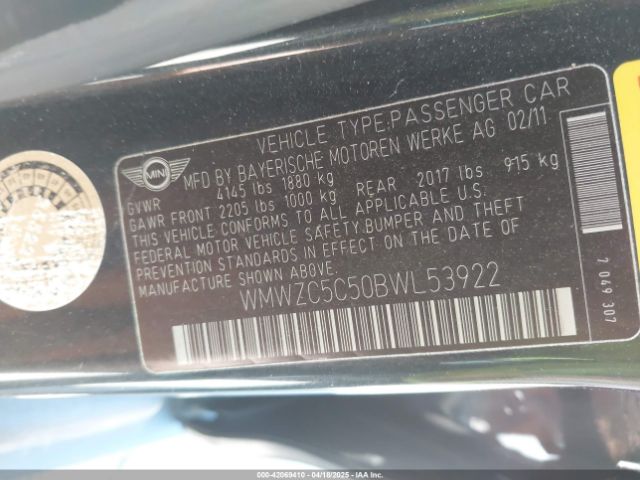 VEHICLE TYPE:PASSENGER CAR
MINI
MFD BY BAYERISCHE MOTOREN WERKE AG 02/11
GVWR 4145 lbs 1880 kg
GAWR FRONT 2205 lbs 1000 kg REAR 2017 lbs 915 kg
THIS VEHICLE CONFORMS TO ALL APPLICABLE U.S.
FEDERAL MOTOR VEHICLE SAFETY,BUMPER AND THEFT
PREVENTION STANDARDS IN EFFECT ON THE DATE OF
MANUFACTURE SHOWN ABOVE.
WMWZC5C50BWL53922
7 049 307
000-42069410 - 04/18/2025 - Copyright © IAA